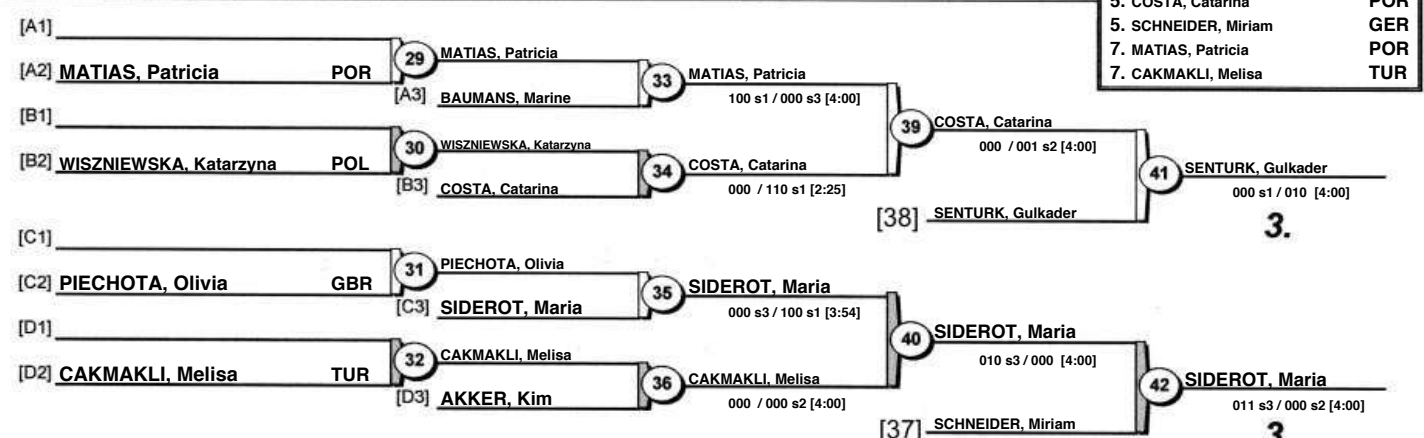 5. COSTA, Catarina POR
5. SCHNEIDER, Miriam GER
7. MATIAS, Patricia POR
7. CAKMAKLI, Melisa TUR
[A1]
[A2] MATIAS, Patricia POR
29
MATIAS, Patricia
[A3] BAUMANS, Marine
33
MATIAS, Patricia
100 s1 / 000 s3 [4:00]
[B1]
[B2] WISZNIEWSKA, Katarzyna POL
30
WISZNIEWSKA, Katarzyna
[B3] COSTA, Catarina
34
COSTA, Catarina
000 / 110 s1 [2:25]
39
COSTA, Catarina
000 / 001 s2 [4:00]
[38] SENTURK, Gulkader
41
SENTURK, Gulkader
000 s1 / 010 [4:00]
3.
[C1]
[C2] PIECHOTA, Olivia GBR
31
PIECHOTA, Olivia
[C3] SIDEROT, Maria
35
SIDEROT, Maria
000 s3 / 100 s1 [3:54]
[D1]
[D2] CAKMAKLI, Melisa TUR
32
CAKMAKLI, Melisa
[D3] AKKER, Kim
36
CAKMAKLI, Melisa
000 / 000 s2 [4:00]
40
SIDEROT, Maria
010 s3 / 000 [4:00]
[37] SCHNEIDER, Miriam
42
SIDEROT, Maria
011 s3 / 000 s2 [4:00]
3.